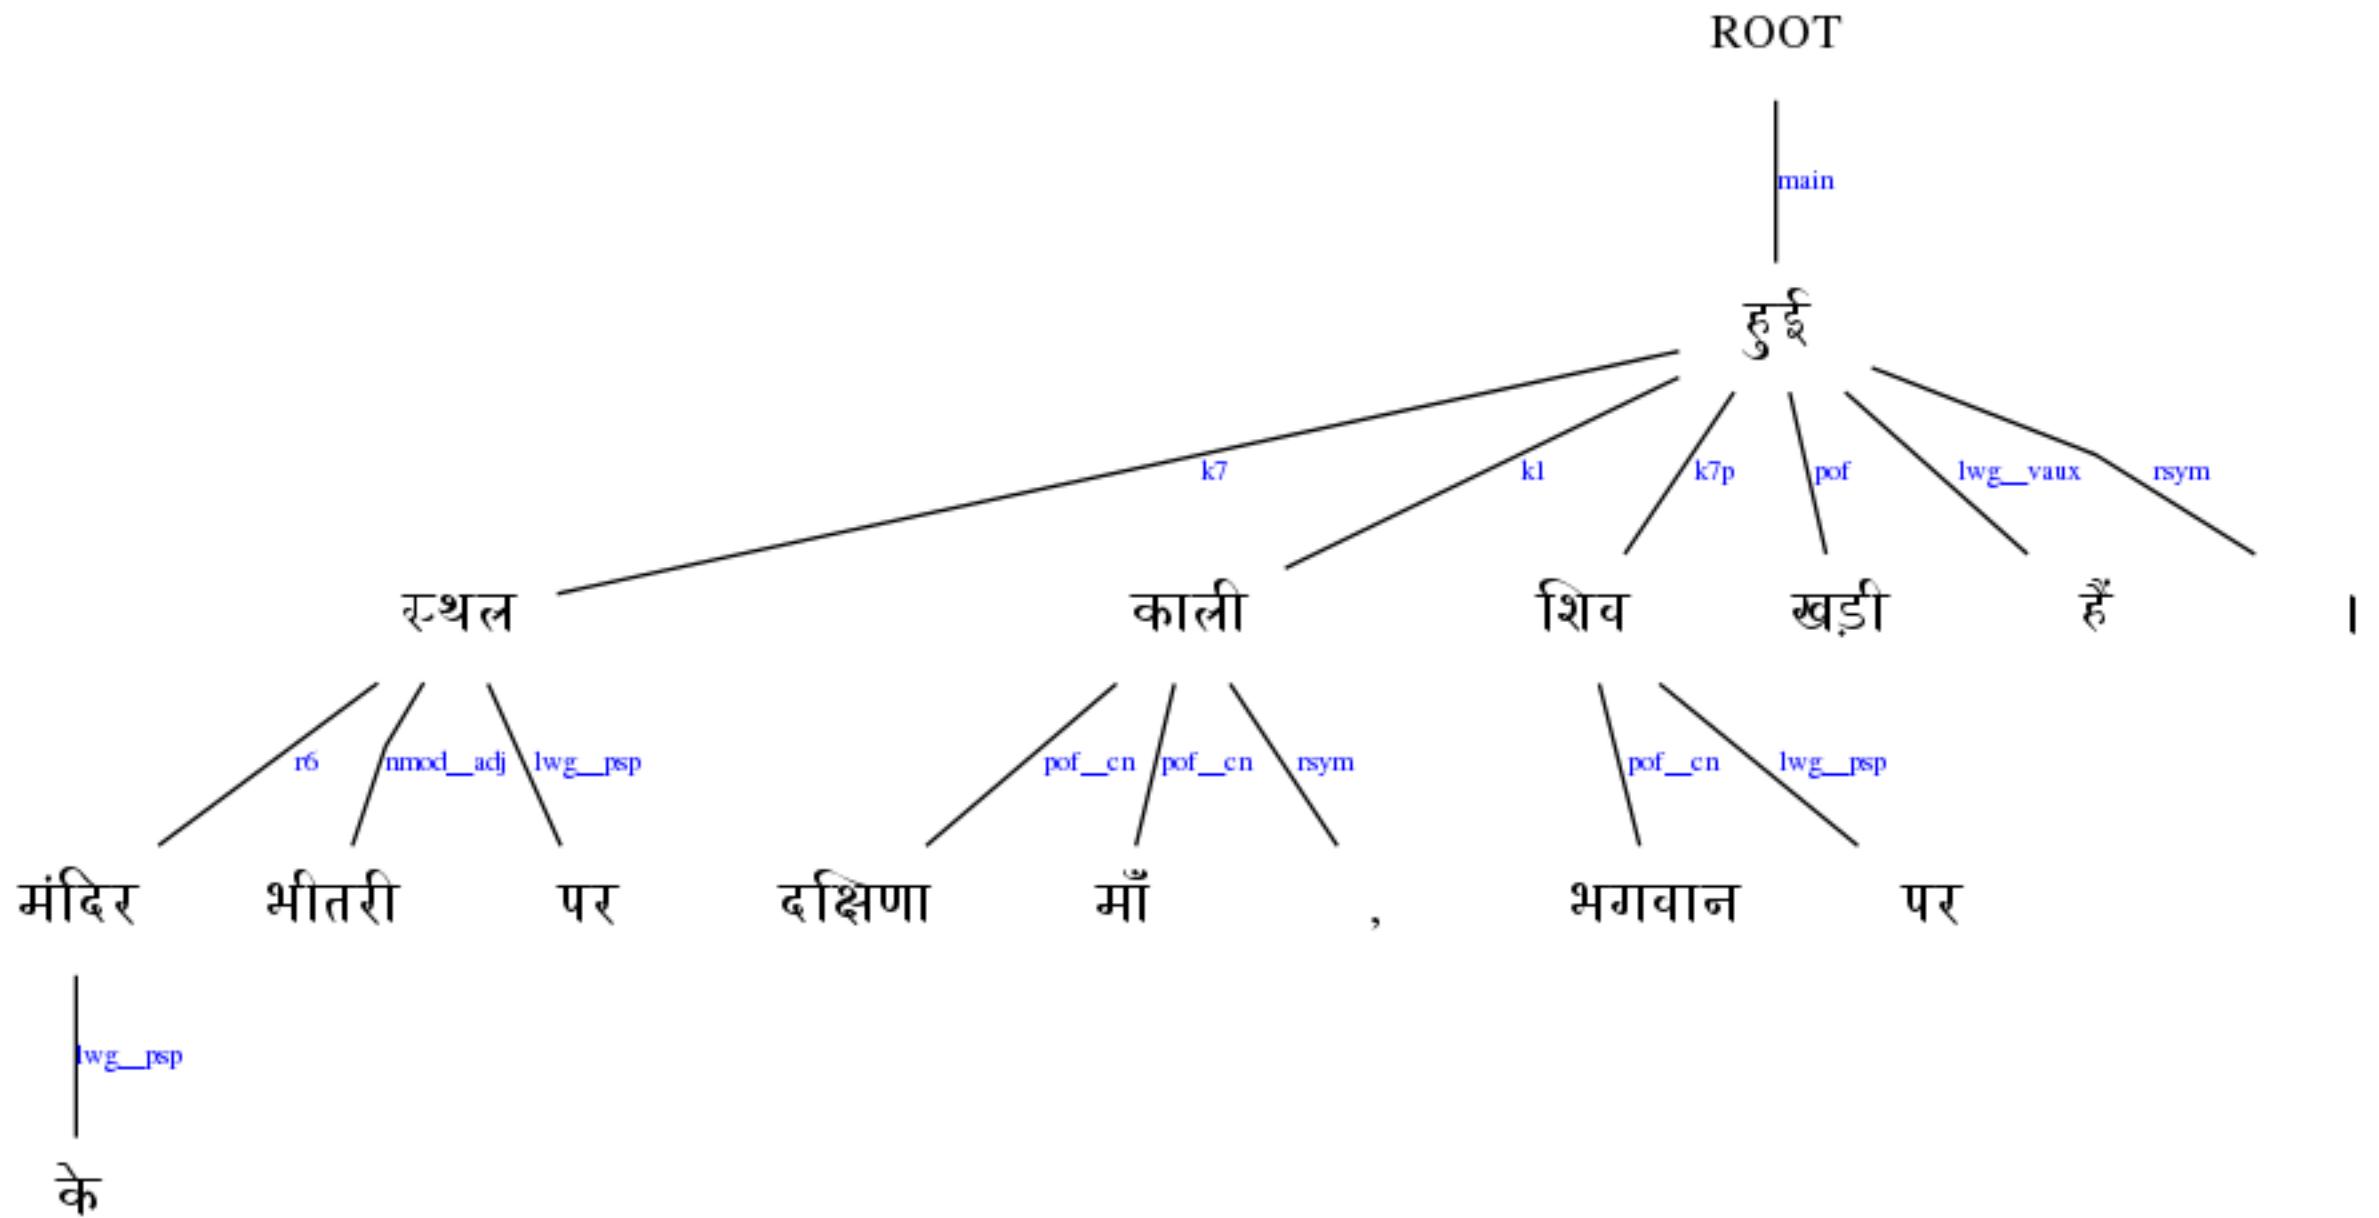 ROOT
main
हुई
k7 k1 k7p pof lwg__vaux rsym
स्थल काली शिव खड़ी हैं ।
r6 nmod__adj lwg__psp pof__cn pof__cn rsym pof__cn lwg__psp
मंदिर भीतरी पर दक्षिणा माँ , भगवान पर
lwg__psp
के